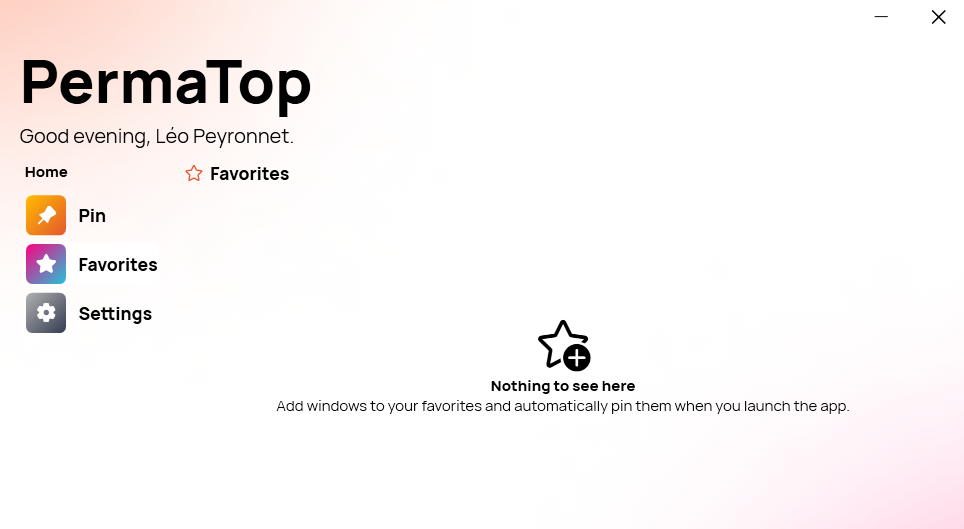 PermaTop
Good evening, Léo Peyronnet.
Home
Pin
Favorites
Settings
Favorites
Nothing to see here
Add windows to your favorites and automatically pin them when you launch the app.